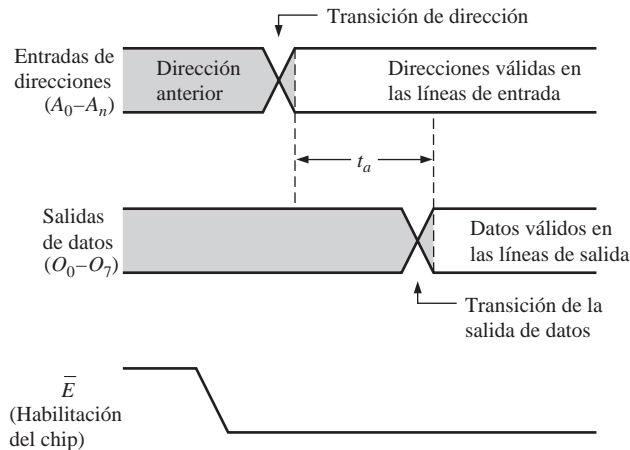 Transición de dirección
Entradas de
direcciones
(A₀–Aₙ)
Dirección
anterior
Direcciones válidas en
las líneas de entrada
tₐ
Salidas
de datos
(O₀–O₇)
Datos válidos en
las líneas de salida
Transición de la
salida de datos
E̅
(Habilitación
del chip)